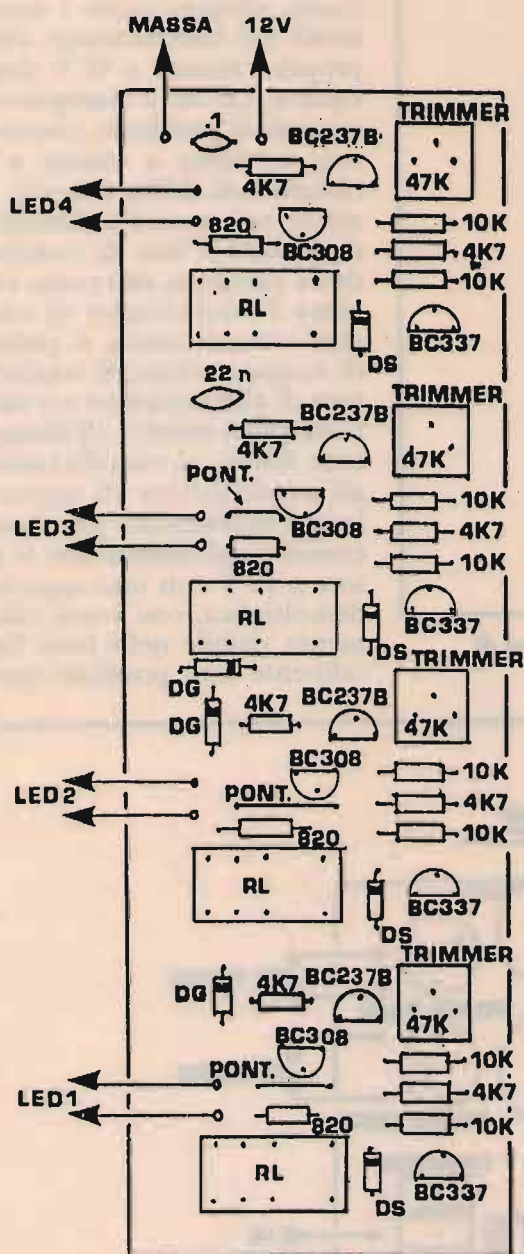 MASSA 12V
.1
BC237B
TRIMMER
47K
4K7
LED4
820
BC308
10K
4K7
10K
RL
DS
BC337
22 n
4K7
BC237B
TRIMMER
47K
PONT.
LED3
820
BC308
10K
4K7
10K
RL
DS
BC337
DG
DG
4K7
BC237B
TRIMMER
47K
LED2
BC308
PONT.
820
10K
4K7
10K
RL
DS
BC337
DG
4K7
BC237B
TRIMMER
47K
BC308
PONT.
LED1
820
10K
4K7
10K
RL
DS
BC337